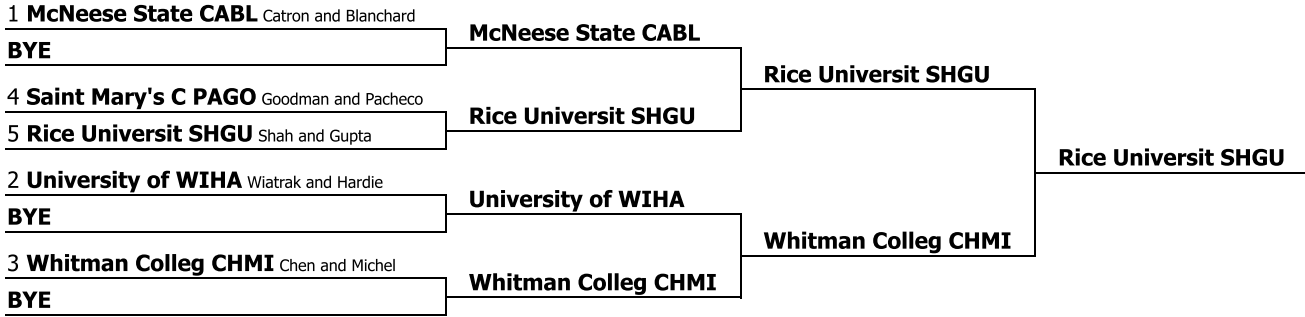 1 McNeese State CABL Catron and Blanchard
BYE
4 Saint Mary's C PAGO Goodman and Pacheco
5 Rice Universit SHGU Shah and Gupta
2 University of WIHA Wiatrak and Hardie
BYE
3 Whitman Colleg CHMI Chen and Michel
BYE
McNeese State CABL
Rice Universit SHGU
University of WIHA
Whitman Colleg CHMI
Rice Universit SHGU
Whitman Colleg CHMI
Rice Universit SHGU